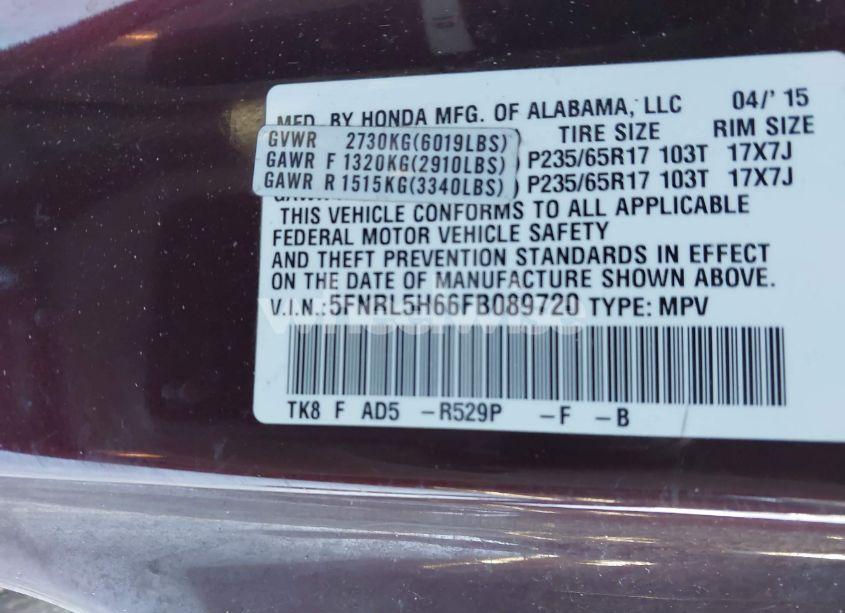 MFD. BY HONDA MFG. OF ALABAMA, LLC 04/' 15
TIRE SIZE RIM SIZE
GVWR 2730KG(6019LBS)
GAWR F 1320KG(2910LBS) P235/65R17 103T 17X7J
GAWR R 1515KG(3340LBS) P235/65R17 103T 17X7J
THIS VEHICLE CONFORMS TO ALL APPLICABLE
FEDERAL MOTOR VEHICLE SAFETY
AND THEFT PREVENTION STANDARDS IN EFFECT
ON THE DATE OF MANUFACTURE SHOWN ABOVE.
V.I.N.: 5FNRL5H66FB089720 TYPE: MPV
TK8 F AD5 -R529P -F -B